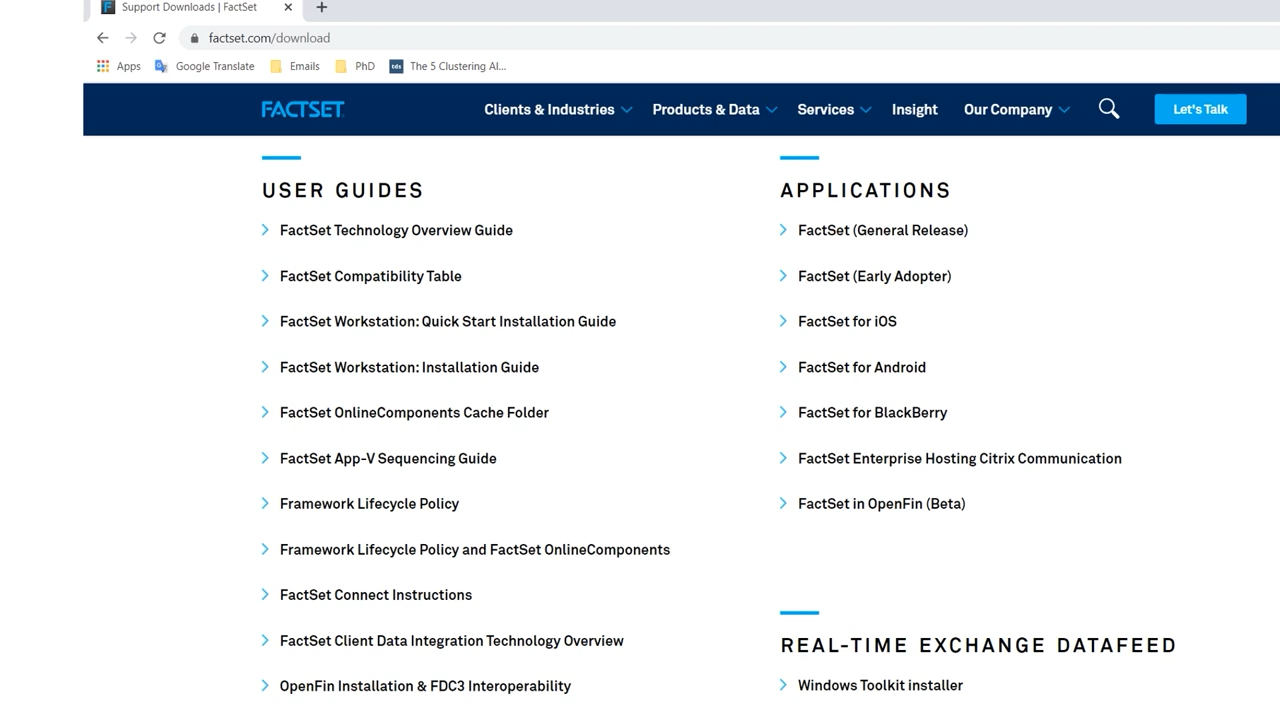 Support Downloads | FactSet
factset.com/download
Apps Google Translate Emails PhD tds The 5 Clustering Al...
FACTSET Clients & Industries Products & Data Services Insight Our Company Let's Talk
USER GUIDES
FactSet Technology Overview Guide
FactSet Compatibility Table
FactSet Workstation: Quick Start Installation Guide
FactSet Workstation: Installation Guide
FactSet OnlineComponents Cache Folder
FactSet App-V Sequencing Guide
Framework Lifecycle Policy
Framework Lifecycle Policy and FactSet OnlineComponents
FactSet Connect Instructions
FactSet Client Data Integration Technology Overview
OpenFin Installation & FDC3 Interoperability
APPLICATIONS
FactSet (General Release)
FactSet (Early Adopter)
FactSet for iOS
FactSet for Android
FactSet for BlackBerry
FactSet Enterprise Hosting Citrix Communication
FactSet in OpenFin (Beta)
REAL-TIME EXCHANGE DATAFEED
Windows Toolkit installer